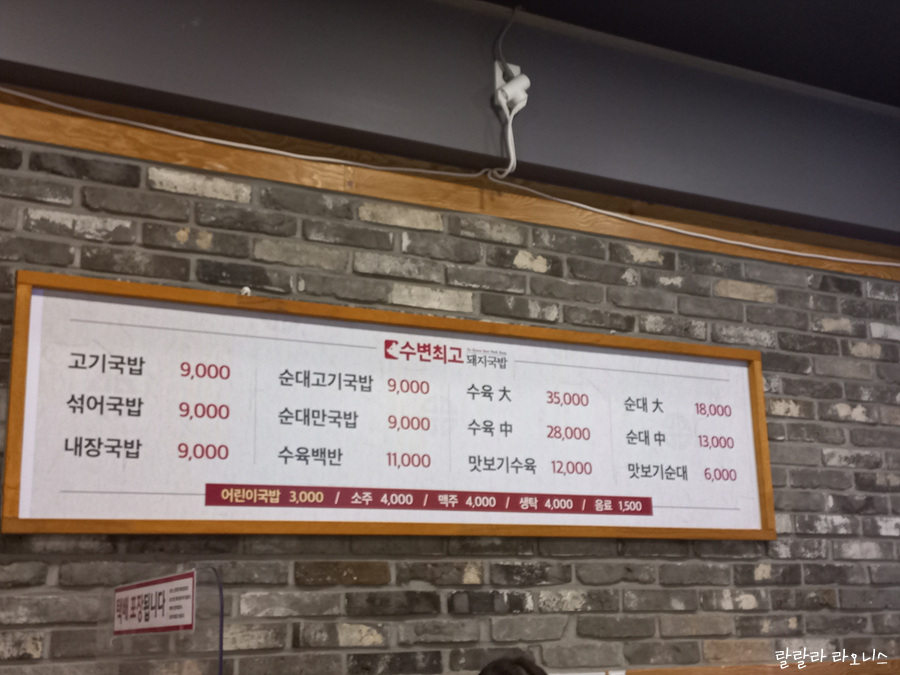 수변최고 돼지국밥
고기국밥 9,000
섞어국밥 9,000
내장국밥 9,000
순대고기국밥 9,000
순대만국밥 9,000
수육백반 11,000
수육 大 35,000
수육 中 28,000
맛보기수육 12,000
순대 大 18,000
순대 中 13,000
맛보기순대 6,000
어린이국밥 3,000 / 소주 4,000 / 맥주 4,000 / 생탁 4,000 / 음료 1,500
택배 포장됩니다
랄랄라 라오니스